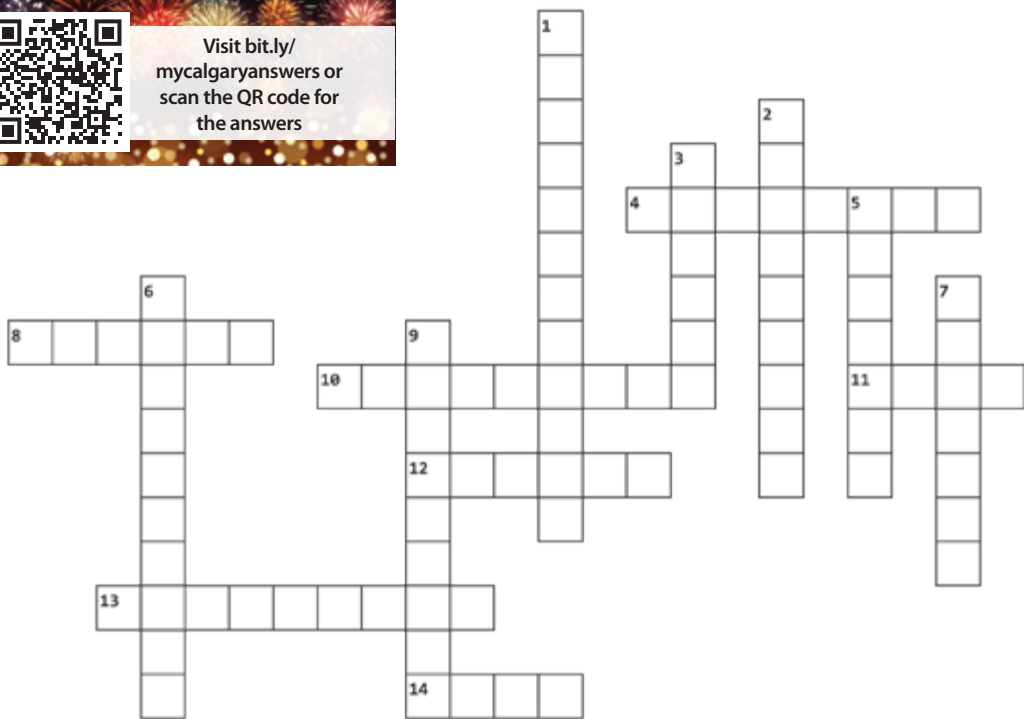 Visit bit.ly/
mycalgaryanswers or
scan the QR code for
the answers
1
2
3
4 5
6 7
8 9
10 11
12
13
14